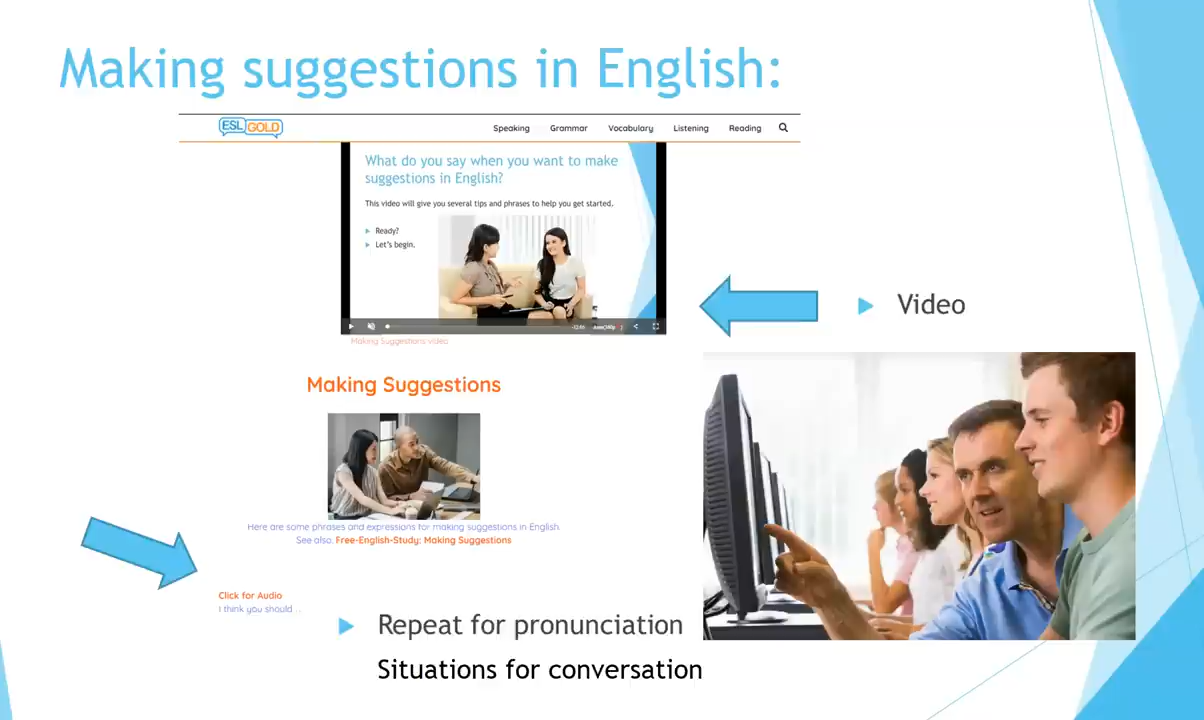 Making suggestions in English:
ESL GOLD
Speaking Grammar Vocabulary Listening Reading
What do you say when you want to make
suggestions in English?
This video will give you several tips and phrases to help you get started.
Ready?
Let's begin.
Making Suggestions video
Video
Making Suggestions
Here are some phrases and expressions for making suggestions in English
See also. Free-English-Study: Making Suggestions
Click for Audio
I think you should ...
Repeat for pronunciation
Situations for conversation